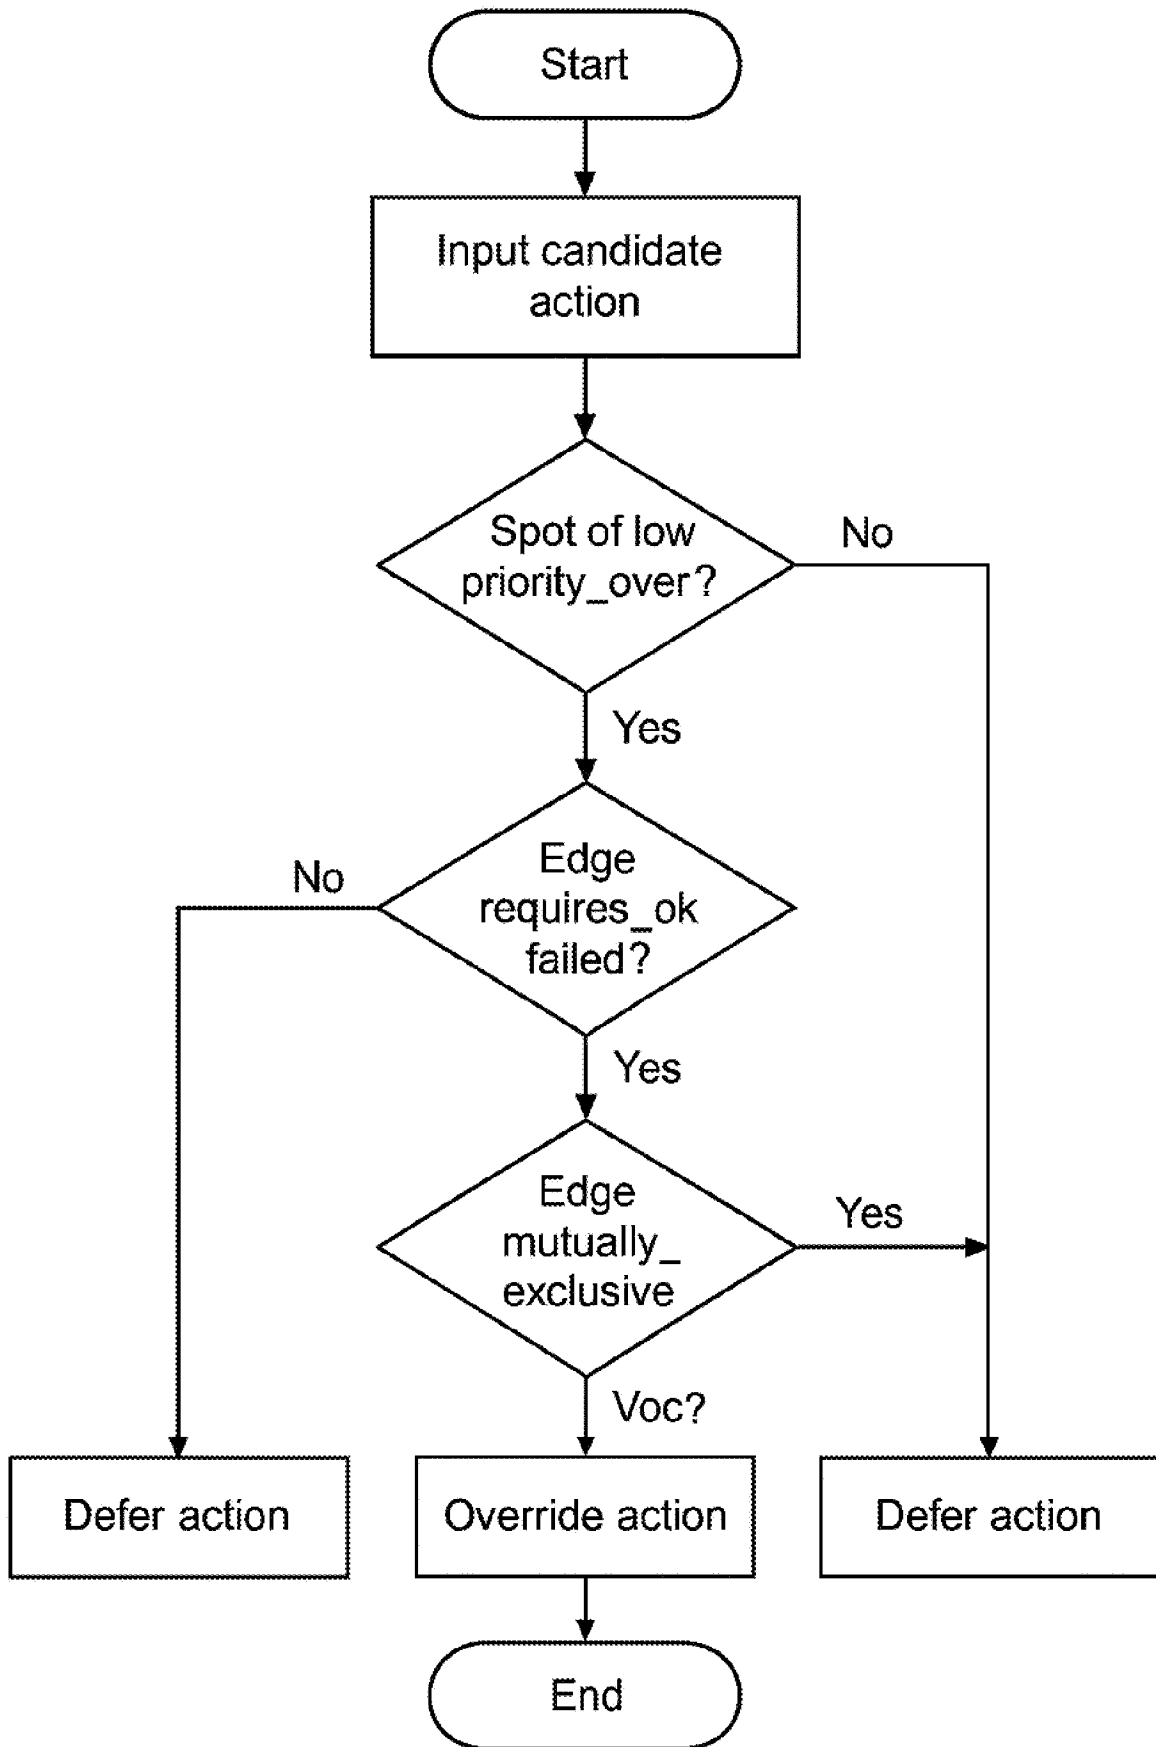 Start
Input candidate
action
Spot of low
priority_over?
No
Yes
Edge
requires_ok
failed?
No
Yes
Edge
mutually_
exclusive
Yes
Voc?
Defer action
Override action
Defer action
End